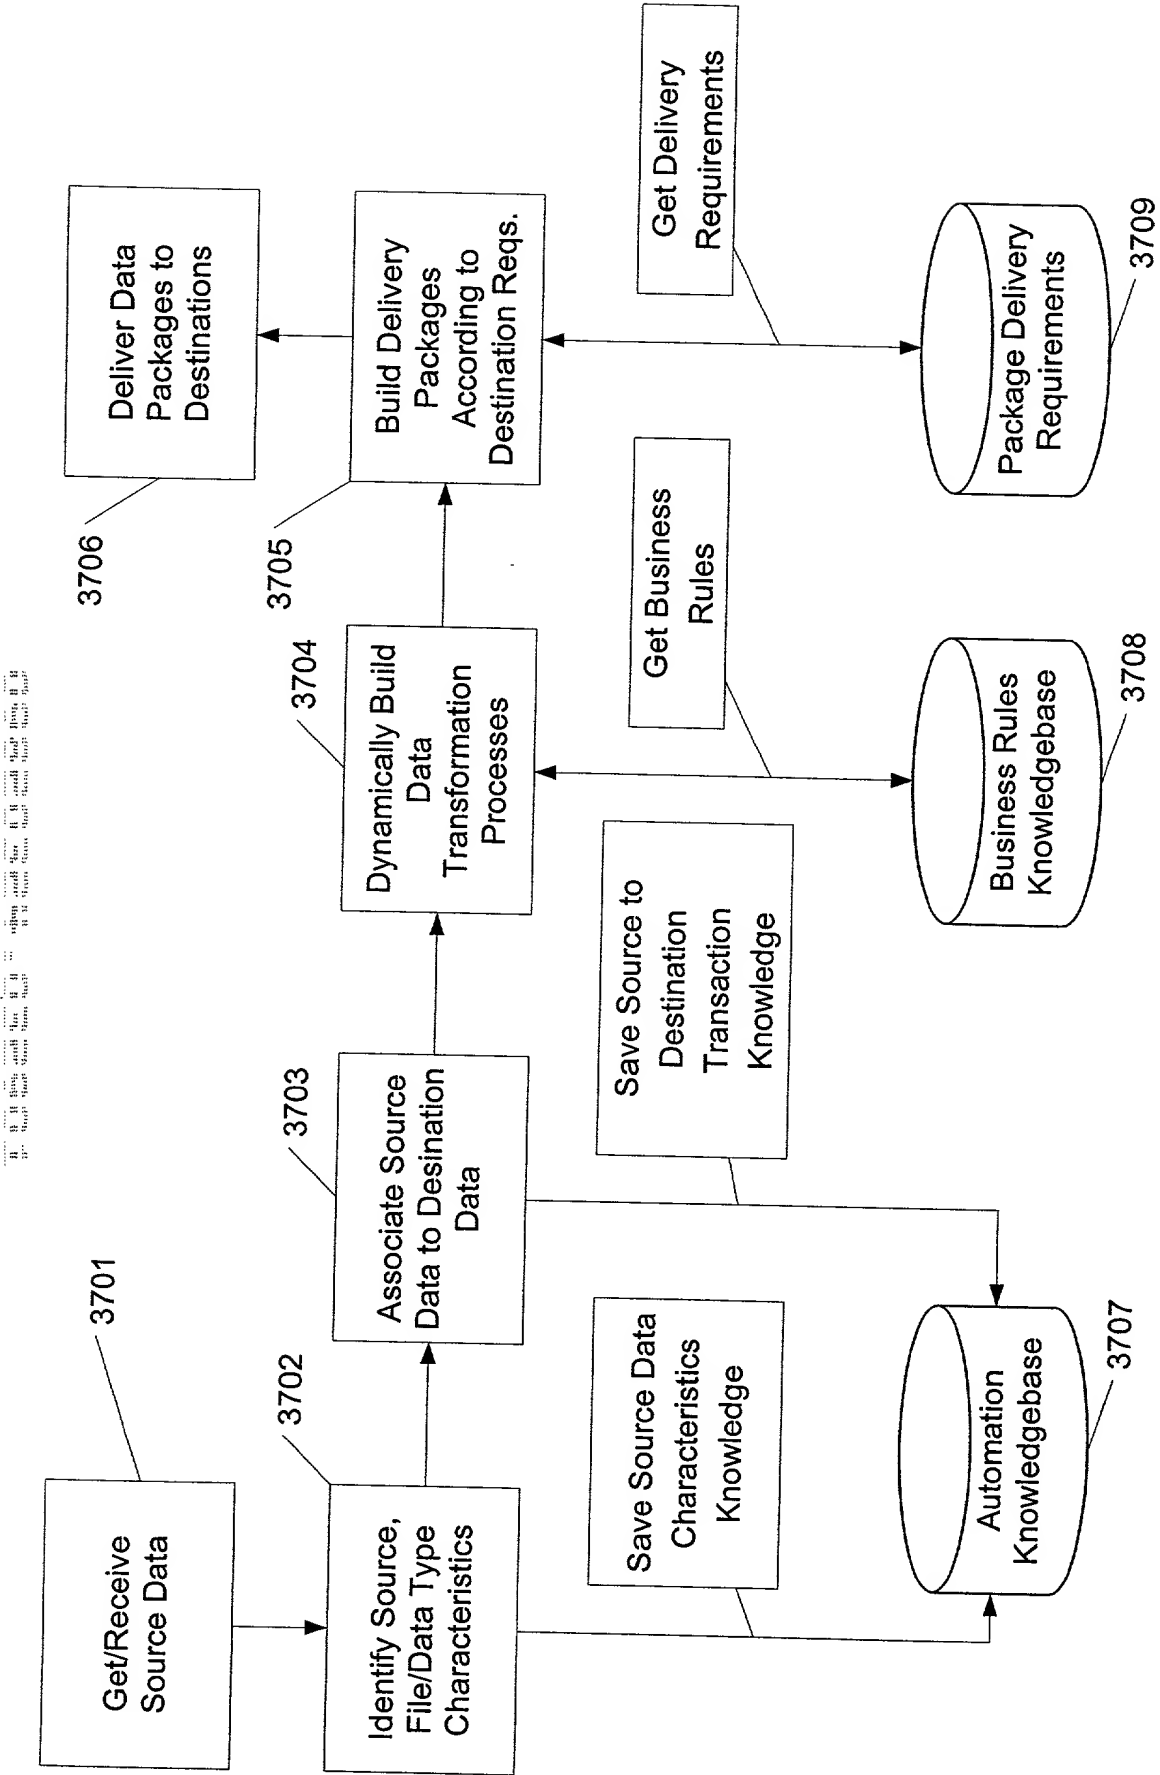 3701
Get/Receive
Source Data
3702
Identify Source,
File/Data Type
Characteristics
3703
Associate Source
Data to Desination
Data
3704
Dynamically Build
Data
Transformation
Processes
3705
Build Delivery
Packages
According to
Destination Reqs.
3706
Deliver Data
Packages to
Destinations
Save Source Data
Characteristics
Knowledge
Save Source to
Destination
Transaction
Knowledge
Get Business
Rules
Get Delivery
Requirements
Automation
Knowledgebase
3707
Business Rules
Knowledgebase
3708
Package Delivery
Requirements
3709